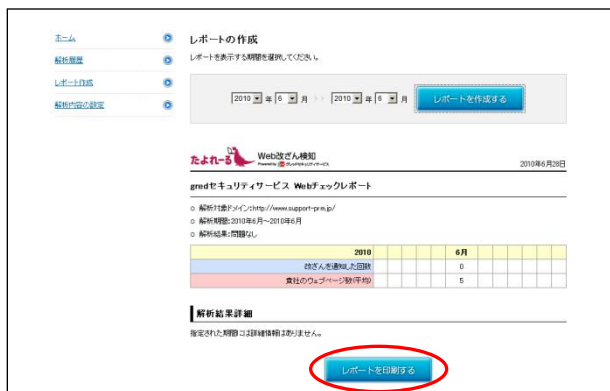 ホーム
解析履歴
レポート作成
解析内容の設定
レポートの作成
レポートを表示する期間を選択してください。
2010 年 6 月 >> 2010 年 6 月 レポートを作成する
たよれーる Web改ざん検知
2010年6月28日
gredセキュリティサービス Webチェックレポート
解析対象ドメイン:http://www.support-prm.jp/
解析期間:2010年6月～2010年6月
解析結果:問題なし
2010 6月
改ざんを通知した回数 0
貴社のウェブページ数(平均) 5
解析結果詳細
指定された期間には詳細情報はありません。
レポートを印刷する